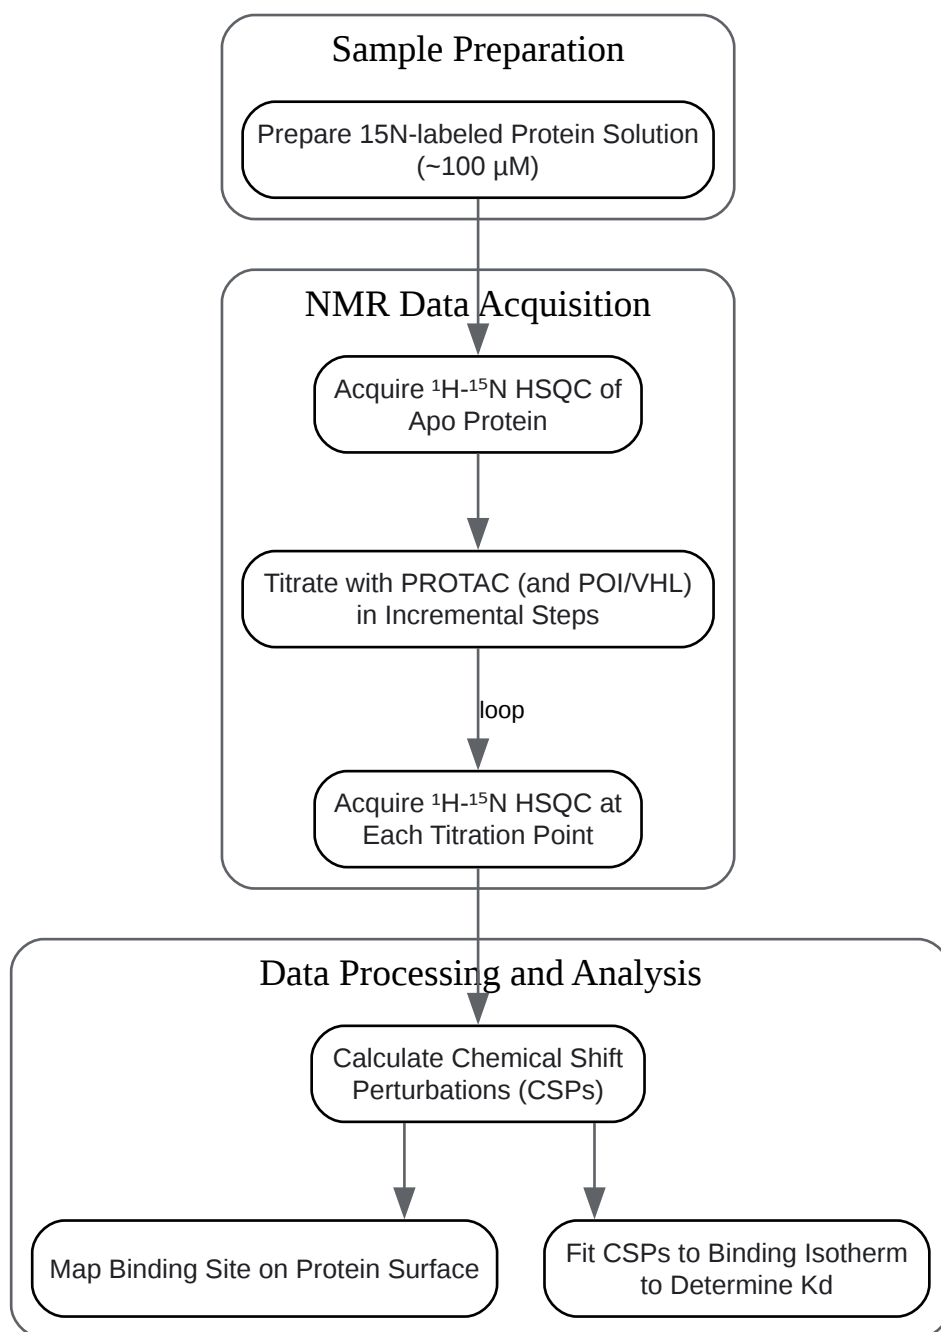 Sample Preparation
Prepare 15N-labeled Protein Solution
(~100 µM)
NMR Data Acquisition
Acquire ¹H-¹⁵N HSQC of
Apo Protein
Titrate with PROTAC (and POI/VHL)
in Incremental Steps
loop
Acquire ¹H-¹⁵N HSQC at
Each Titration Point
Data Processing and Analysis
Calculate Chemical Shift
Perturbations (CSPs)
Map Binding Site on Protein Surface
Fit CSPs to Binding Isotherm
to Determine Kd